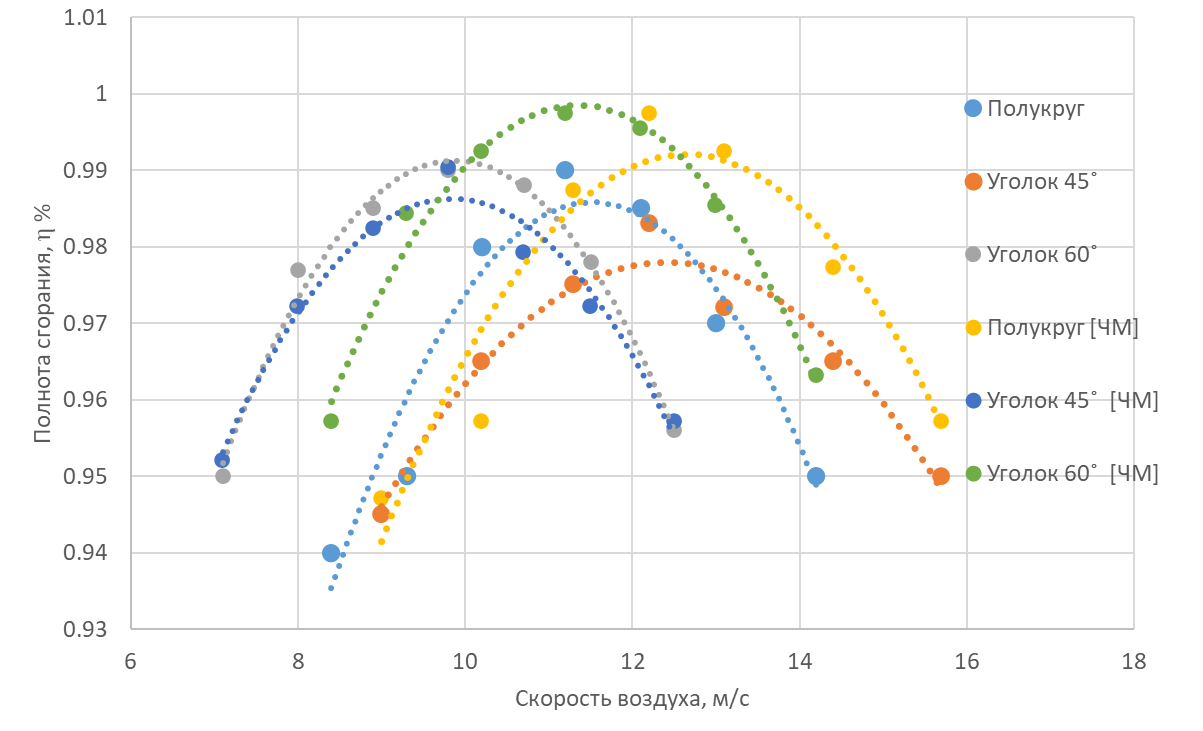 Полнота сгорания, η %
1.01
1
0.99
0.98
0.97
0.96
0.95
0.94
0.93
6 8 10 12 14 16 18
Скорость воздуха, м/с
Полукруг
Уголок 45˚
Уголок 60˚
Полукруг [ЧМ]
Уголок 45˚ [ЧМ]
Уголок 60˚ [ЧМ]